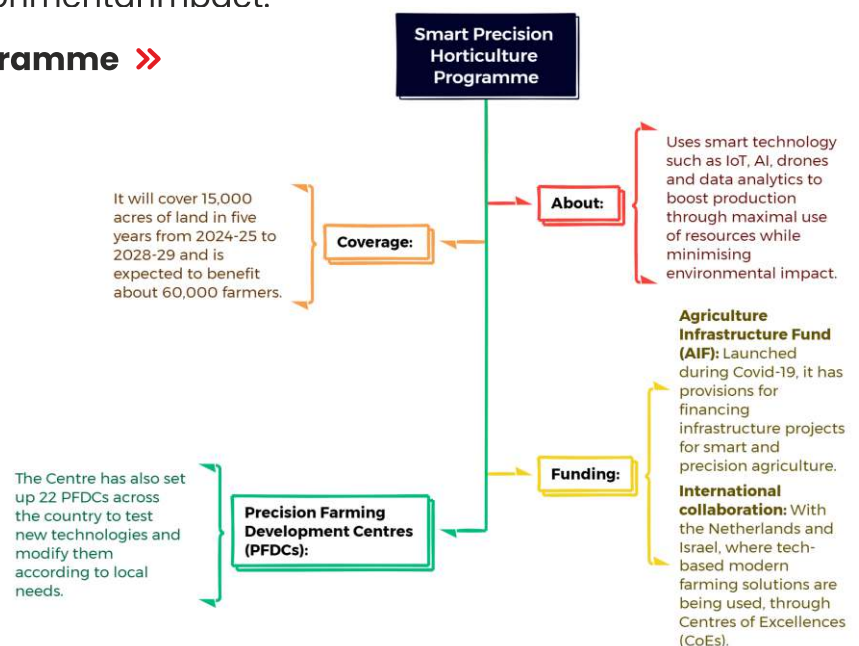 Smart Precision
Horticulture
Programme
Uses smart technology
such as IoT, AI, drones
and data analytics to
boost production
through maximal use
of resources while
minimising
environmental impact.
About:
It will cover 15,000
acres of land in five
years from 2024-25 to
2028-29 and is
expected to benefit
about 60,000 farmers.
Coverage:
Agriculture
Infrastructure Fund
(AIF): Launched
during Covid-19, it has
provisions for
financing
infrastructure projects
for smart and
precision agriculture.
International
collaboration: With
the Netherlands and
Israel, where tech-
based modern
farming solutions are
being used, through
Centres of Excellences
(CoEs).
Funding:
The Centre has also set
up 22 PFDCs across
the country to test
new technologies and
modify them
according to local
needs.
Precision Farming
Development Centres
(PFDCs):